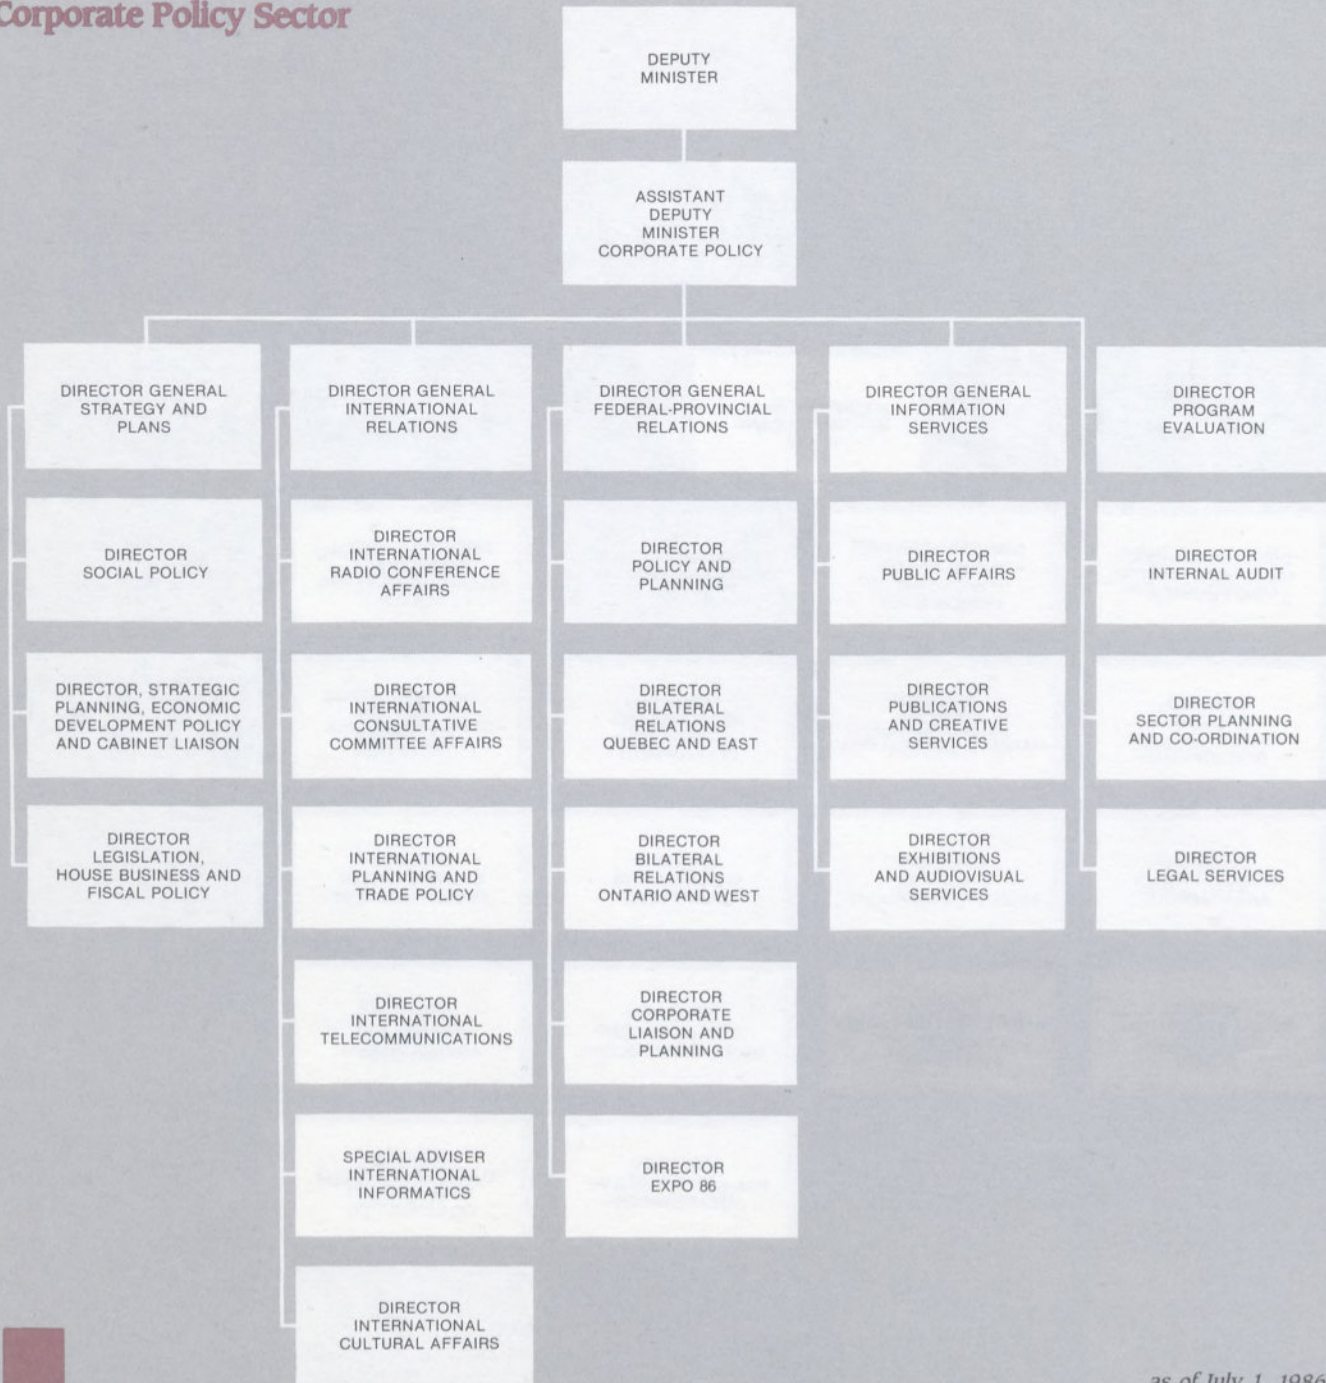 Corporate Policy Sector
DEPUTY
MINISTER
ASSISTANT
DEPUTY
MINISTER
CORPORATE POLICY
DIRECTOR GENERAL
STRATEGY AND
PLANS
DIRECTOR GENERAL
INTERNATIONAL
RELATIONS
DIRECTOR GENERAL
FEDERAL-PROVINCIAL
RELATIONS
DIRECTOR GENERAL
INFORMATION
SERVICES
DIRECTOR
PROGRAM
EVALUATION
DIRECTOR
SOCIAL POLICY
DIRECTOR
INTERNATIONAL
RADIO CONFERENCE
AFFAIRS
DIRECTOR
POLICY AND
PLANNING
DIRECTOR
PUBLIC AFFAIRS
DIRECTOR
INTERNAL AUDIT
DIRECTOR, STRATEGIC
PLANNING, ECONOMIC
DEVELOPMENT POLICY
AND CABINET LIAISON
DIRECTOR
INTERNATIONAL
CONSULTATIVE
COMMITTEE AFFAIRS
DIRECTOR
BILATERAL
RELATIONS
QUEBEC AND EAST
DIRECTOR
PUBLICATIONS
AND CREATIVE
SERVICES
DIRECTOR
SECTOR PLANNING
AND CO-ORDINATION
DIRECTOR
LEGISLATION,
HOUSE BUSINESS AND
FISCAL POLICY
DIRECTOR
INTERNATIONAL
PLANNING AND
TRADE POLICY
DIRECTOR
BILATERAL
RELATIONS
ONTARIO AND WEST
DIRECTOR
EXHIBITIONS
AND AUDIOVISUAL
SERVICES
DIRECTOR
LEGAL SERVICES
DIRECTOR
INTERNATIONAL
TELECOMMUNICATIONS
DIRECTOR
CORPORATE
LIAISON AND
PLANNING
SPECIAL ADVISER
INTERNATIONAL
INFORMATICS
DIRECTOR
EXPO 86
DIRECTOR
INTERNATIONAL
CULTURAL AFFAIRS
as of July 1, 1986